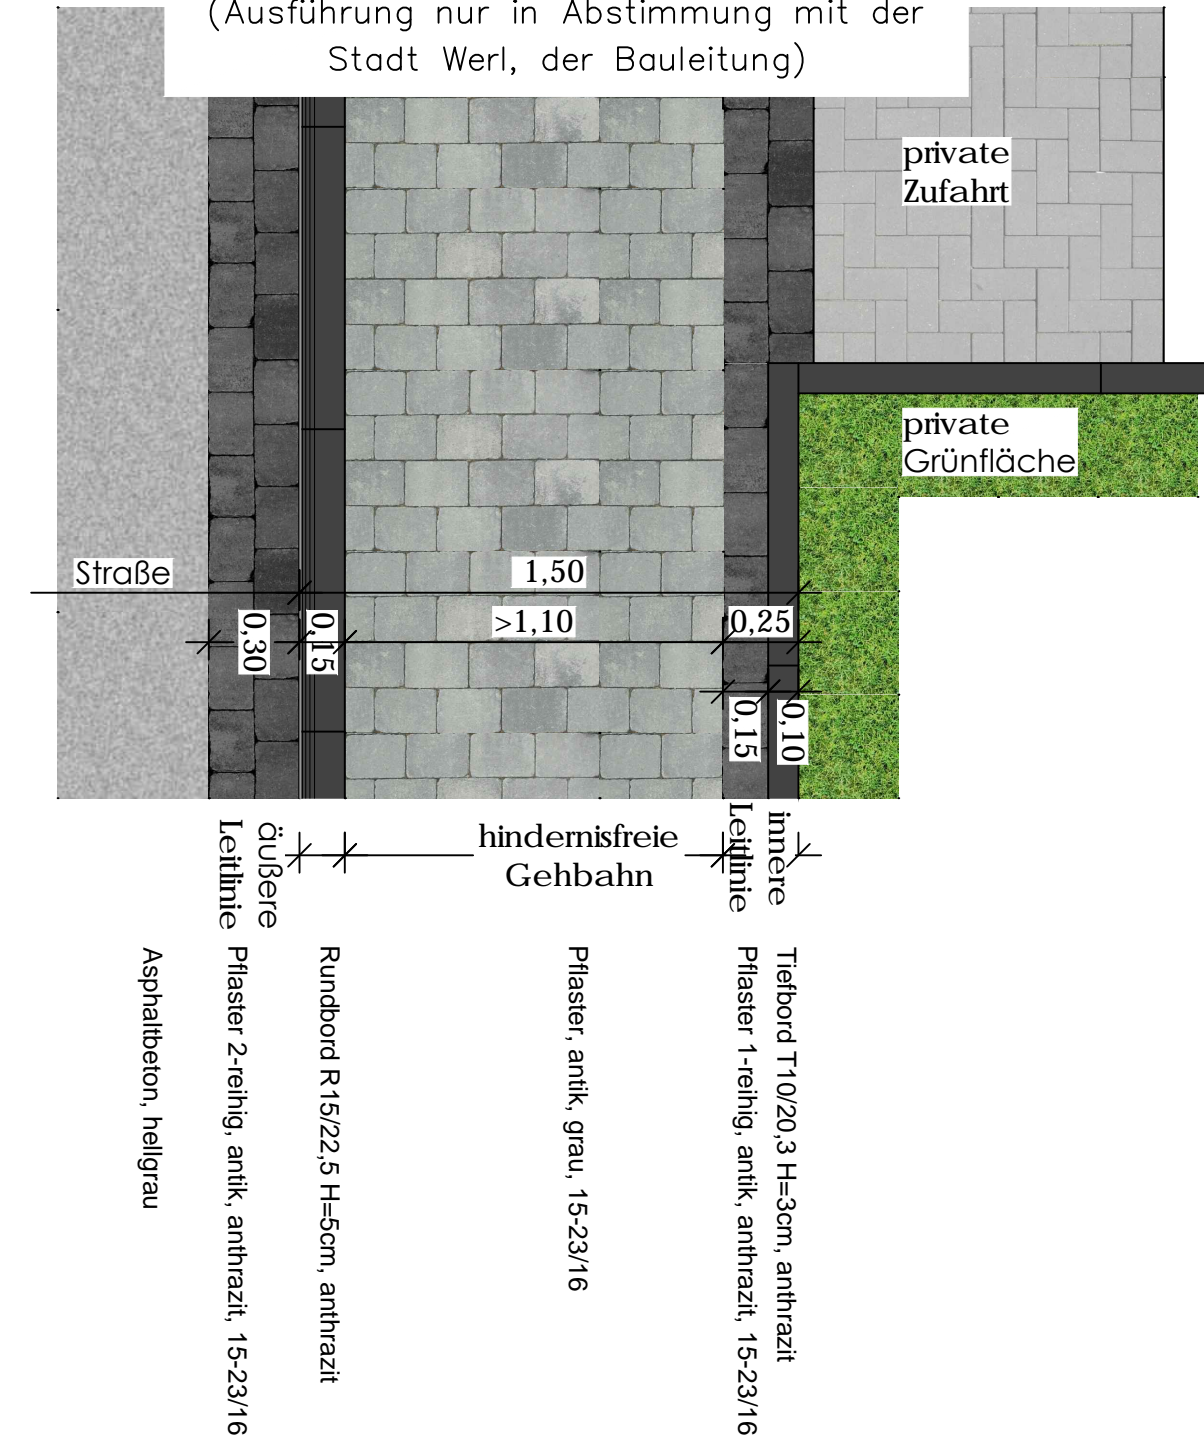 (Ausführung nur in Abstimmung mit der
Stadt Werl, der Bauleitung)
private
Zufahrt
private
Grünfläche
Straße
1,50
0,30
0,15
>1,10
0,25
0,15
0,10
äußere
Leitlinie
hindernisfreie
Gehbahn
innere
Leitlinie
Asphaltbeton, hellgrau
Pflaster 2-reihig, antik, anthrazit, 15-23/16
Rundbord R15/22,5 H=5cm, anthrazit
Pflaster, antik, grau, 15-23/16
Pflaster 1-reihig, antik, anthrazit, 15-23/16
Tiefbord T10/20,3 H=3cm, anthrazit